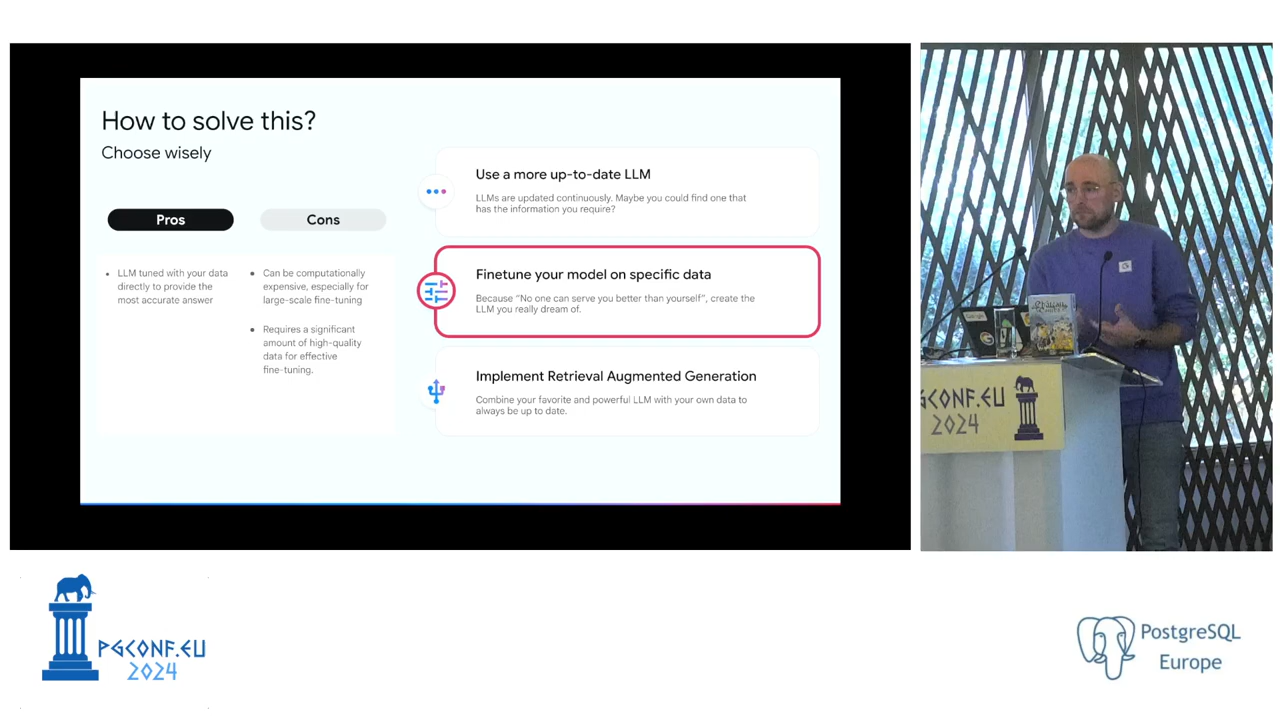 How to solve this?
Choose wisely
Pros
Cons
LLM tuned with your data
directly to provide the
most accurate answer
Can be computationally
expensive, especially for
large-scale fine-tuning
Requires a significant
amount of high-quality
data for effective
fine-tuning.
Use a more up-to-date LLM
LLMs are updated continuously. Maybe you could find one that
has the information you require?
Finetune your model on specific data
Because “No one can serve you better than yourself”, create the
LLM you really dream of.
Implement Retrieval Augmented Generation
Combine your favorite and powerful LLM with your own data to
always be up to date.
GCONF.EU
2024
PGCONF.EU
2024
PostgreSQL
Europe